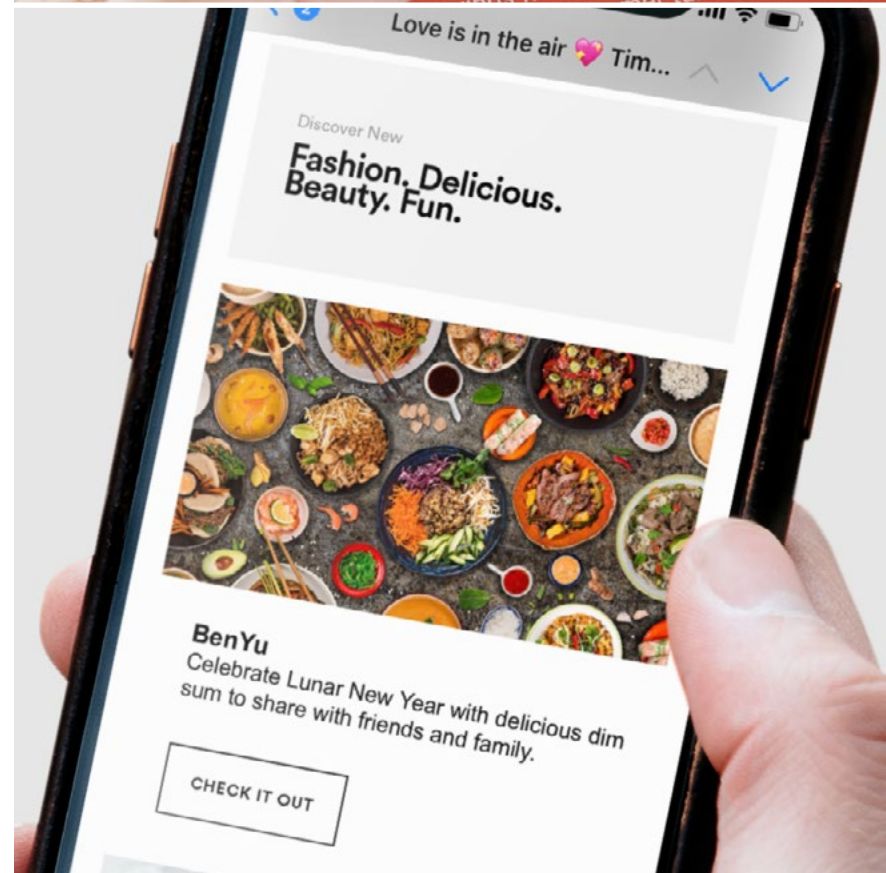 2
Love is in the air 💖 Tim...
Discover New
Fashion. Delicious.
Beauty. Fun.
BenYu
Celebrate Lunar New Year with delicious dim
sum to share with friends and family.
CHECK IT OUT